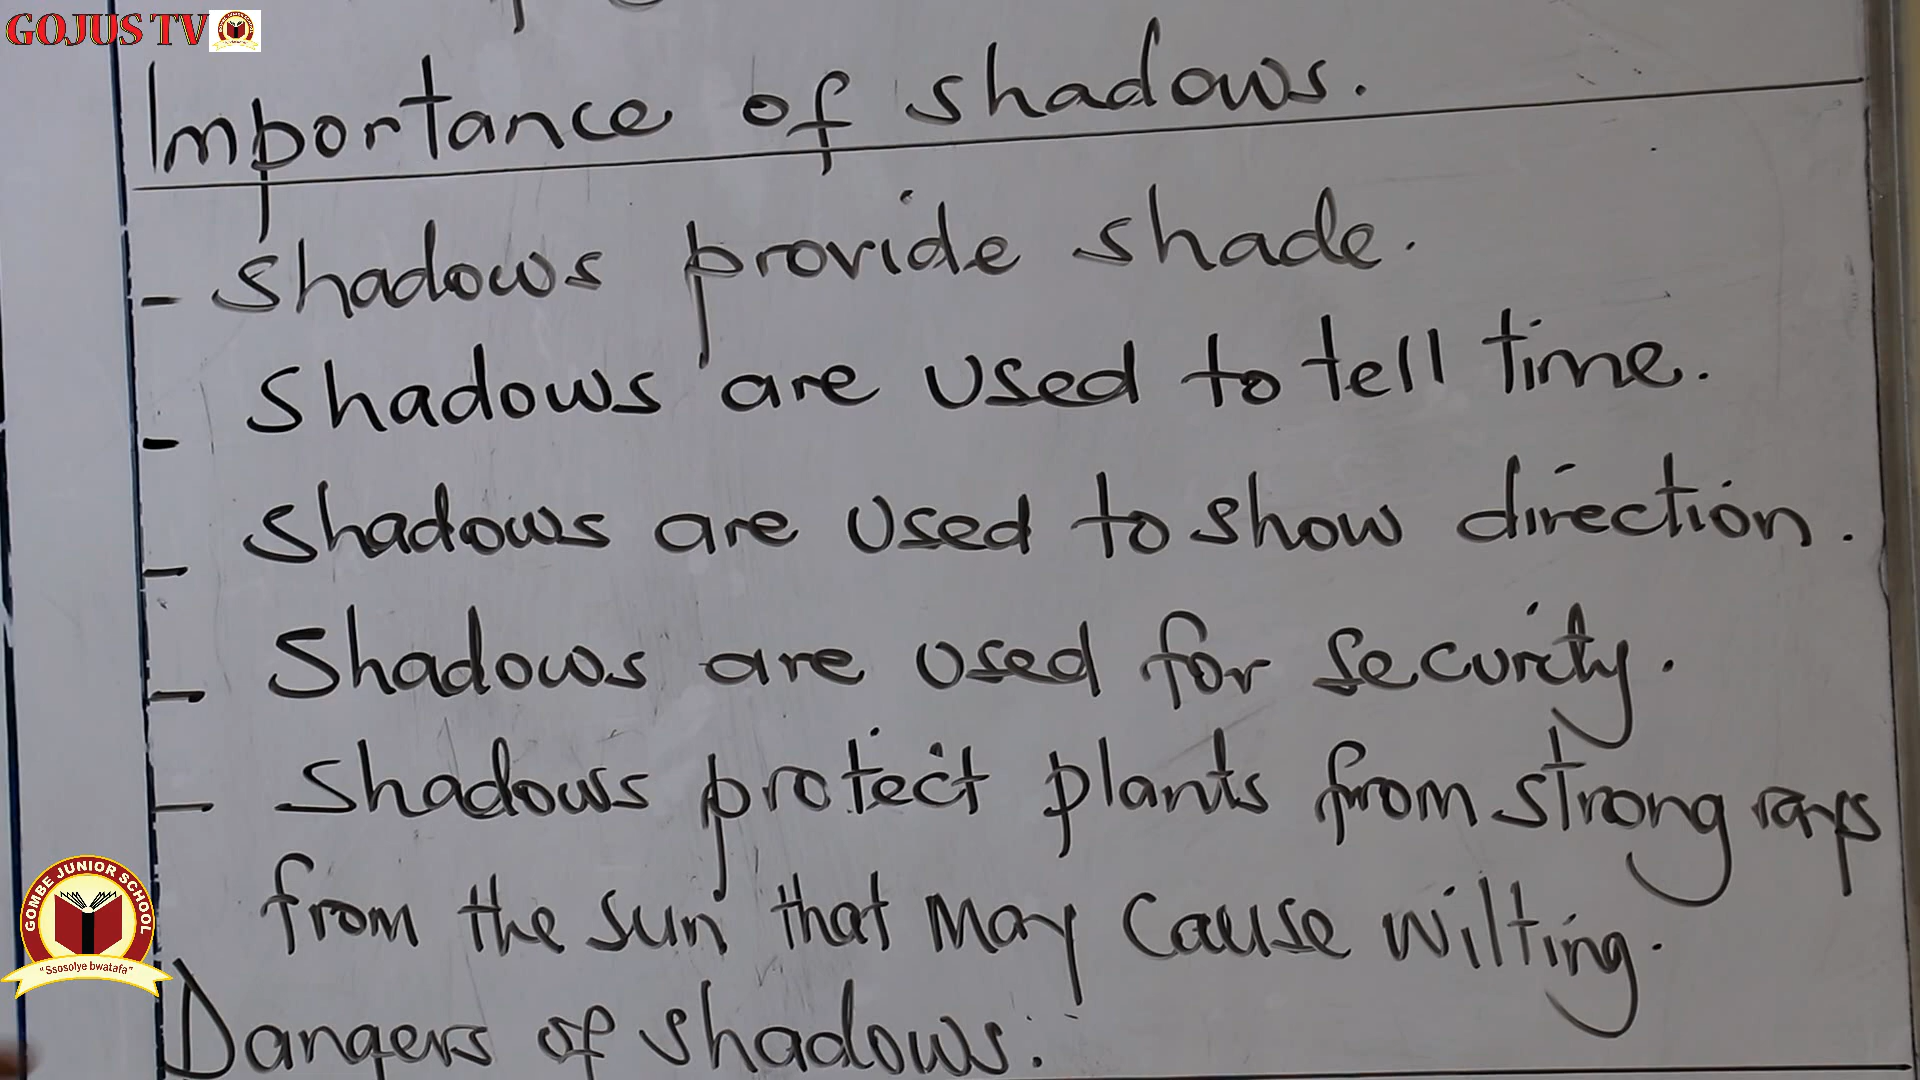 GOJUS TV
Importance of shadows.
- Shadows provide shade.
- Shadows are used to tell time.
- Shadows are used to show direction.
- Shadows are used for security.
- Shadows protect plants from strong rays
from the sun that may cause wilting.
Dangers of shadows.
GOMBE JUNIOR SCHOOL
"Ssosolye bwatafa"